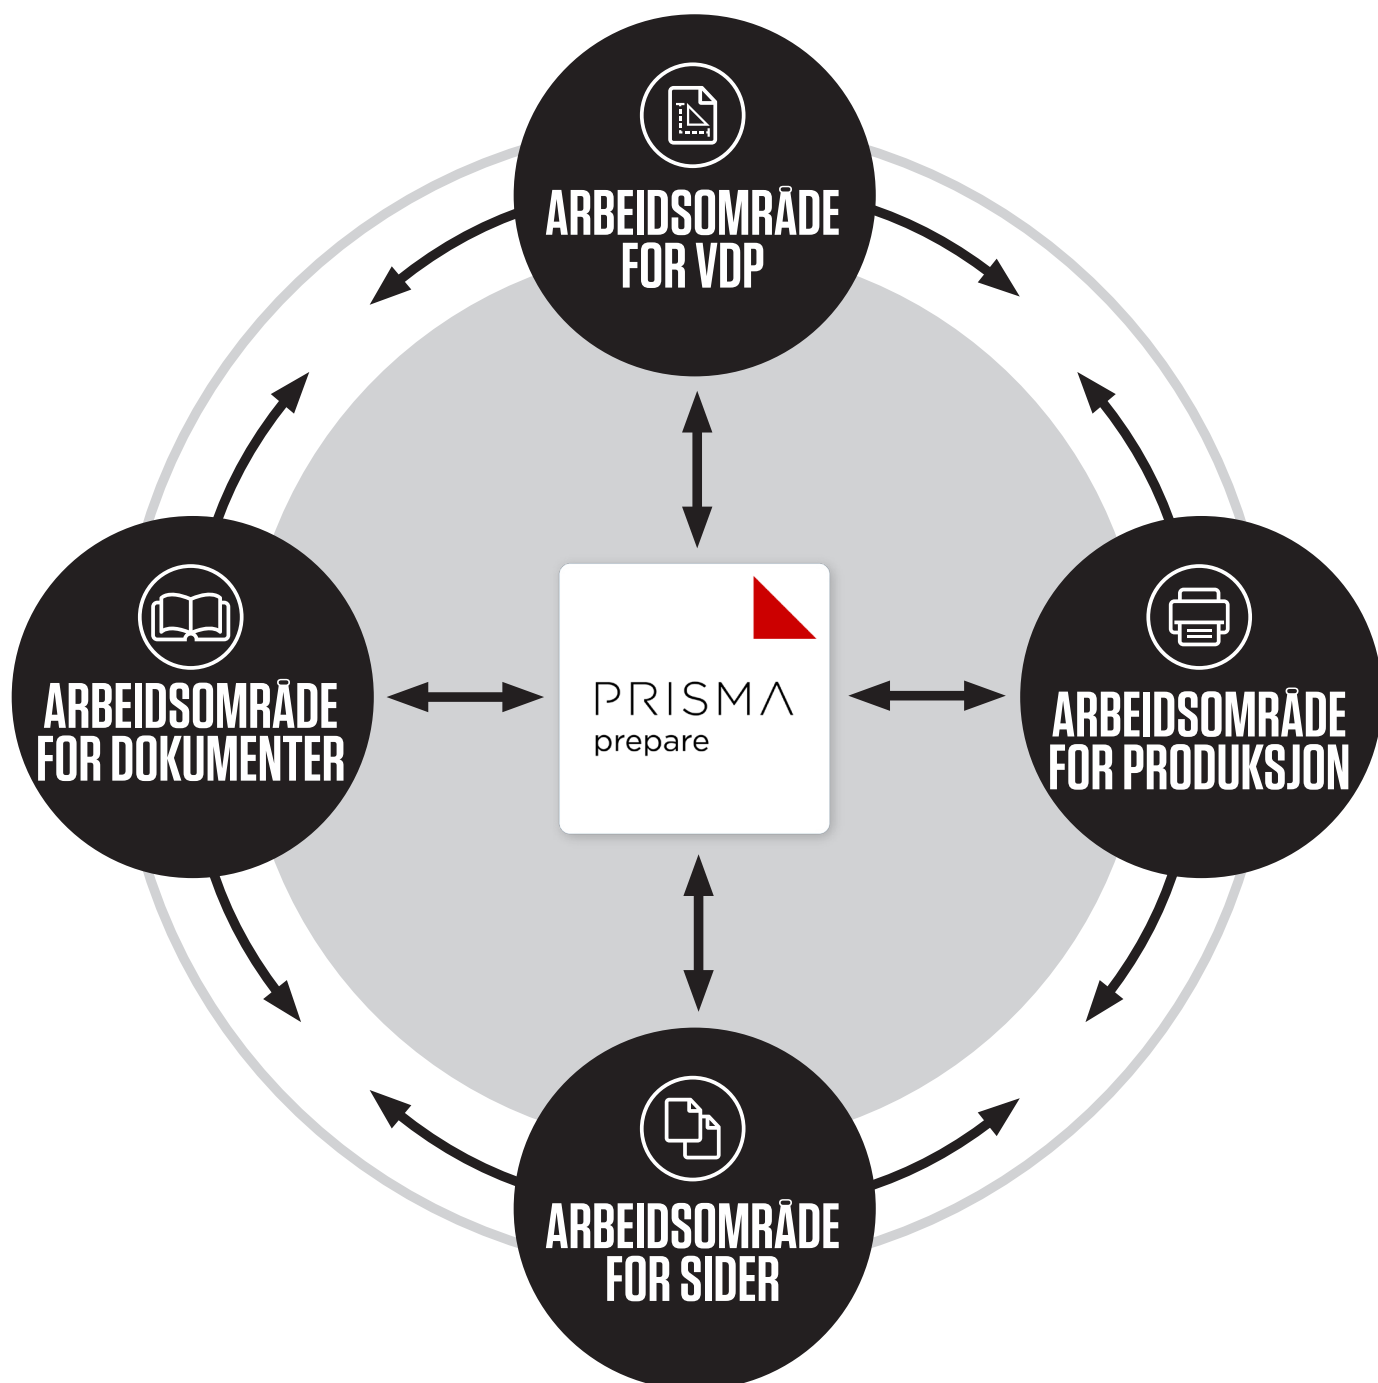 ARBEIDSOMRÅDE
FOR VDP
ARBEIDSOMRÅDE
FOR DOKUMENTER
PRISMA
prepare
ARBEIDSOMRÅDE
FOR PRODUKSJON
ARBEIDSOMRÅDE
FOR SIDER